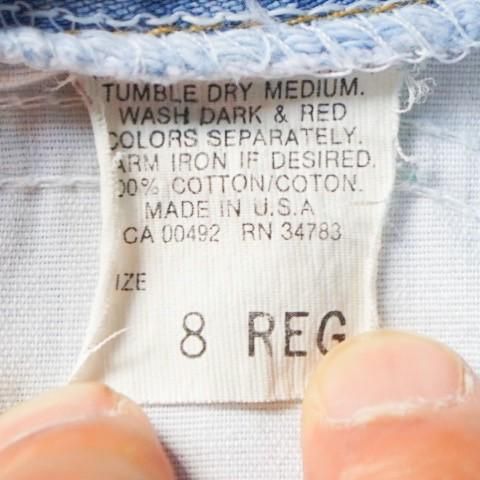 TUMBLE DRY MEDIUM.
WASH DARK & RED
COLORS SEPARATELY.
ARM IRON IF DESIRED.
00% COTTON/COTON.
MADE IN U.S.A
CA 00492 RN 34783
IZE
8 REG